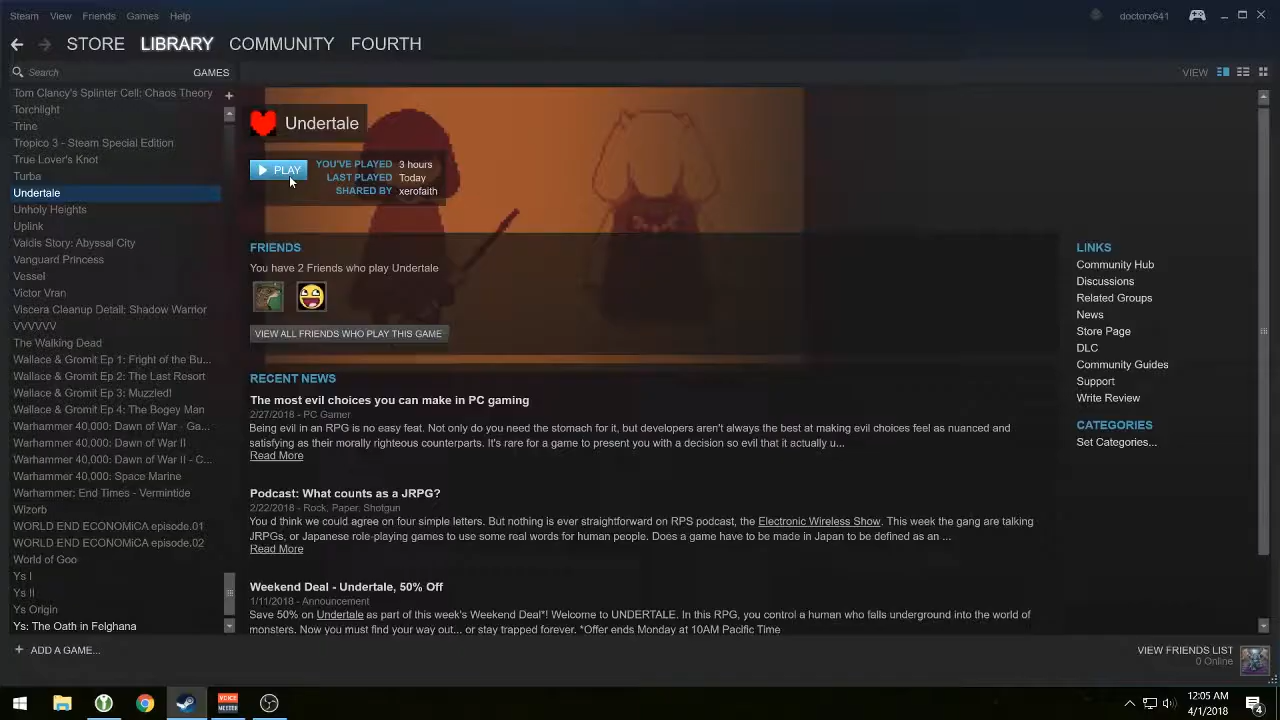 Steam View Friends Games Help
doctorx641
STORE LIBRARY COMMUNITY FOURTH
Search GAMES
VIEW
Tom Clancy's Splinter Cell: Chaos Theory
Torchlight
Trine
Tropico 3 - Steam Special Edition
True Lover's Knot
Turba
Undertale
Unholy Heights
Uplink
Valdis Story: Abyssal City
Vanguard Princess
Vessel
Victor Vran
Viscera Cleanup Detail: Shadow Warrior
VVVVVV
The Walking Dead
Wallace & Gromit Ep 1: Fright of the Bu...
Wallace & Gromit Ep 2: The Last Resort
Wallace & Gromit Ep 3: Muzzled!
Wallace & Gromit Ep 4: The Bogey Man
Warhammer 40,000: Dawn of War - Ga...
Warhammer 40,000: Dawn of War II
Warhammer 40,000: Dawn of War II - C...
Warhammer 40,000: Space Marine
Warhammer: End Times - Vermintide
Wizorb
WORLD END ECONOMiCA episode.01
WORLD END ECONOMiCA episode.02
World of Goo
Ys I
Ys II
Ys Origin
Ys: The Oath in Felghana
+ ADD A GAME...
Undertale
PLAY
YOU'VE PLAYED 3 hours
LAST PLAYED Today
SHARED BY xerofaith
FRIENDS
You have 2 Friends who play Undertale
VIEW ALL FRIENDS WHO PLAY THIS GAME
RECENT NEWS
The most evil choices you can make in PC gaming
2/27/2018 - PC Gamer
Being evil in an RPG is no easy feat. Not only do you need the stomach for it, but developers aren't always the best at making evil choices feel as nuanced and
satisfying as their morally righteous counterparts. It's rare for a game to present you with a decision so evil that it actually u...
Read More
Podcast: What counts as a JRPG?
2/22/2018 - Rock, Paper, Shotgun
You d think we could agree on four simple letters. But nothing is ever straightforward on RPS podcast, the Electronic Wireless Show. This week the gang are talking
JRPGs, or Japanese role-playing games to use some real words for human people. Does a game have to be made in Japan to be defined as an ...
Read More
Weekend Deal - Undertale, 50% Off
1/11/2018 - Announcement
Save 50% on Undertale as part of this week's Weekend Deal*! Welcome to UNDERTALE. In this RPG, you control a human who falls underground into the world of
monsters. Now you must find your way out... or stay trapped forever. *Offer ends Monday at 10AM Pacific Time
LINKS
Community Hub
Discussions
Related Groups
News
Store Page
DLC
Community Guides
Support
Write Review
CATEGORIES
Set Categories...
VIEW FRIENDS LIST
0 Online
VOICE
MEETER
12:05 AM
4/1/2018
4